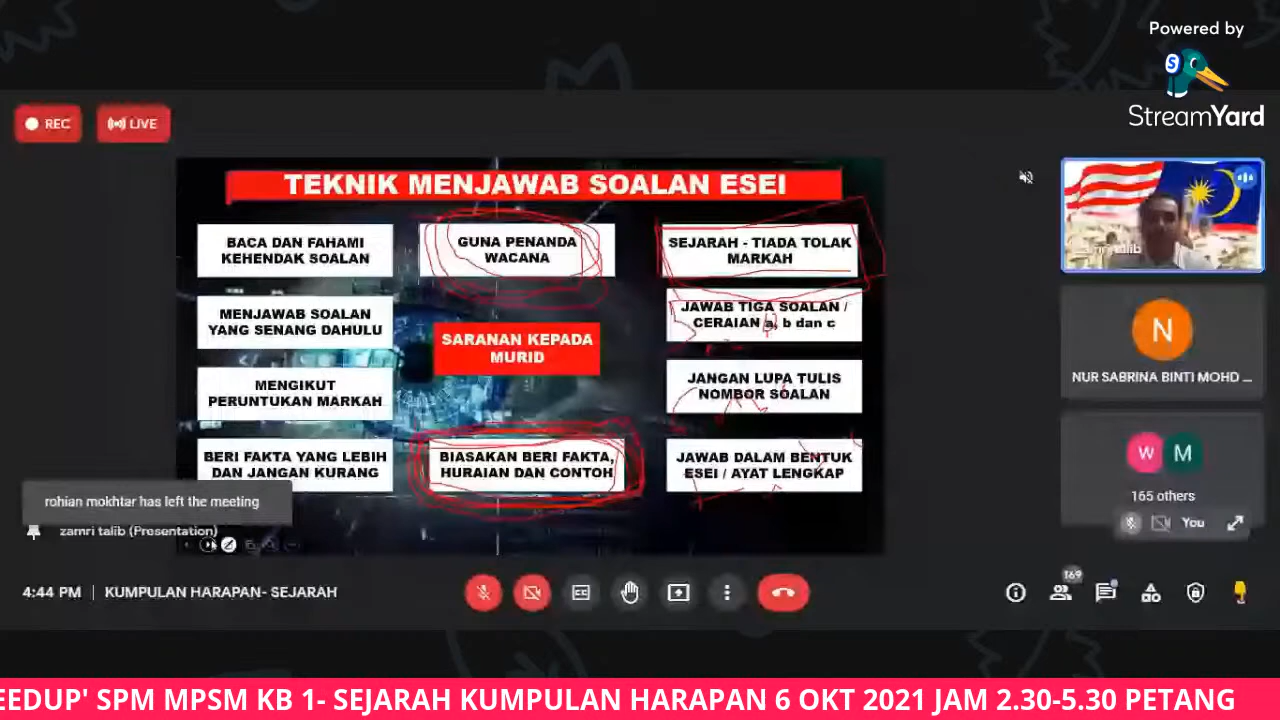 Powered by
StreamYard
REC
LIVE
TEKNIK MENJAWAB SOALAN ESEI
BACA DAN FAHAMI
KEHENDAK SOALAN
GUNA PENANDA
WACANA
SEJARAH - TIADA TOLAK
MARKAH
MENJAWAB SOALAN
YANG SENANG DAHULU
SARANAN KEPADA
MURID
JAWAB TIGA SOALAN /
CERAIAN a, b dan c
MENGIKUT
PERUNTUKAN MARKAH
JANGAN LUPA TULIS
NOMBOR SOALAN
BERI FAKTA YANG LEBIH
DAN JANGAN KURANG
BIASAKAN BERI FAKTA,
HURAIAN DAN CONTOH
JAWAB DALAM BENTUK
ESEI / AYAT LENGKAP
rohian mokhtar has left the meeting
zamri talib (Presentation)
N
NUR SABRINA BINTI MOHD ...
W
M
165 others
You
4:44 PM | KUMPULAN HARAPAN- SEJARAH
169
EEDUP' SPM MPSM KB 1- SEJARAH KUMPULAN HARAPAN 6 OKT 2021 JAM 2.30-5.30 PETANG